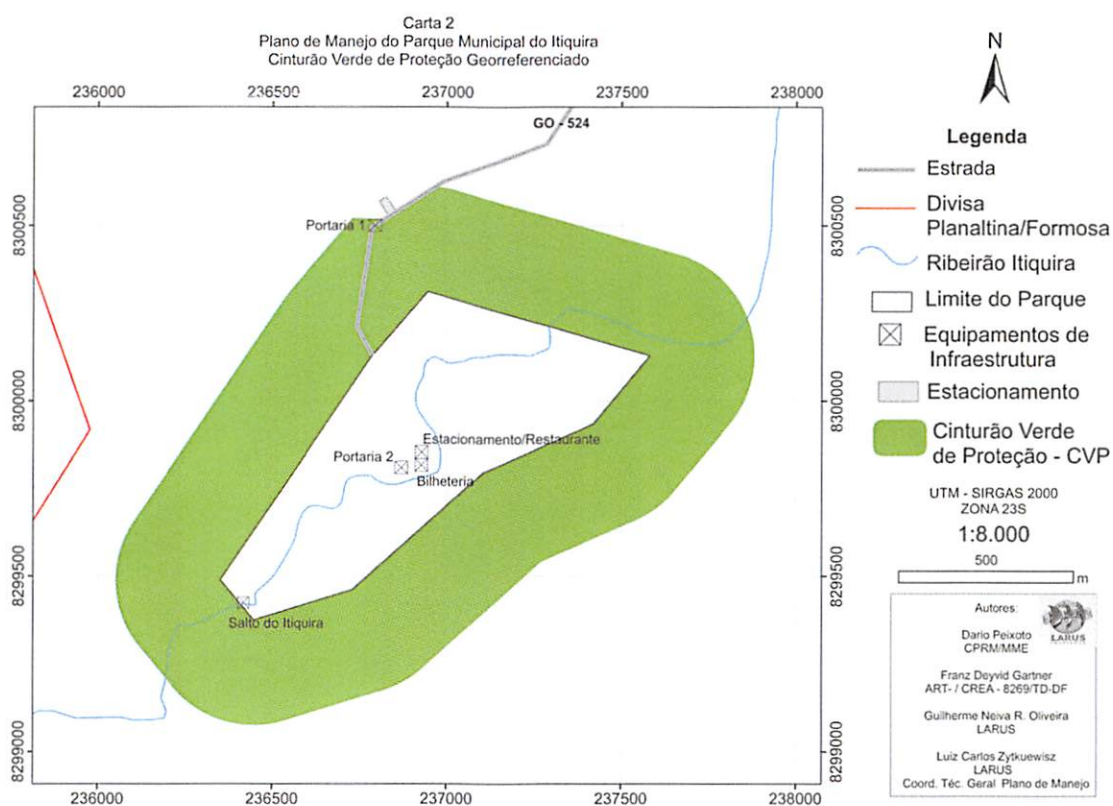 Carta 2
Plano de Manejo do Parque Municipal do Itiquira
Cinturão Verde de Proteção Georreferenciado
236000
236500
237000
237500
238000
GO - 524
8300500
8300000
8299500
8299000
Portaria 1
Estacionamento/Restaurante
Portaria 2
Bilheteria
Salto do Itiquira
8300500
8300000
8299500
8299000
236000
236500
237000
237500
238000
N
Legenda
Estrada
Divisa
Planaltina/Formosa
Ribeirão Itiquira
Limite do Parque
Equipamentos de
Infraestrutura
Estacionamento
Cinturão Verde
de Proteção - CVP
UTM - SIRGAS 2000
ZONA 23S
1:8.000
500
m
Autores:
LARUS
Dario Peixoto
CPRM/MME
Franz Deyvid Gartner
ART- / CREA - 8269/TD-DF
Guilherme Neiva R. Oliveira
LARUS
Luiz Carlos Zytkuewisz
LARUS
Coord. Téc. Geral Plano de Manejo